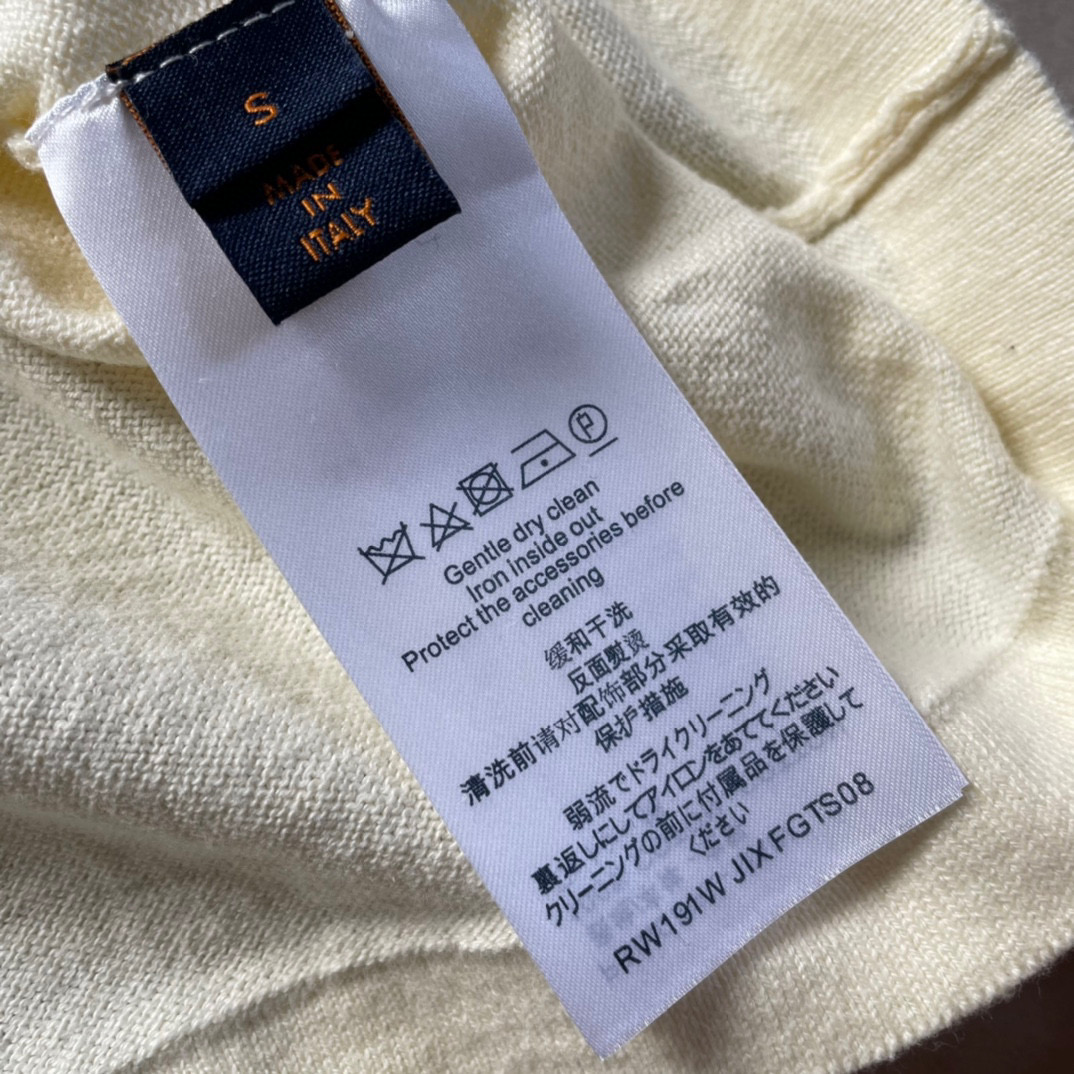 S
MADE
IN
ITALY
P
Gentle dry clean
Iron inside out
Protect the accessories before
cleaning
缓和干洗
反面熨烫
清洗前请对配饰部分采取有效的
保护措施
弱流でドライクリーニング
裏返しにしてアイロンをあててください
クリーニングの前に付属品を保護して
ください
RW191W JIXFGTS08